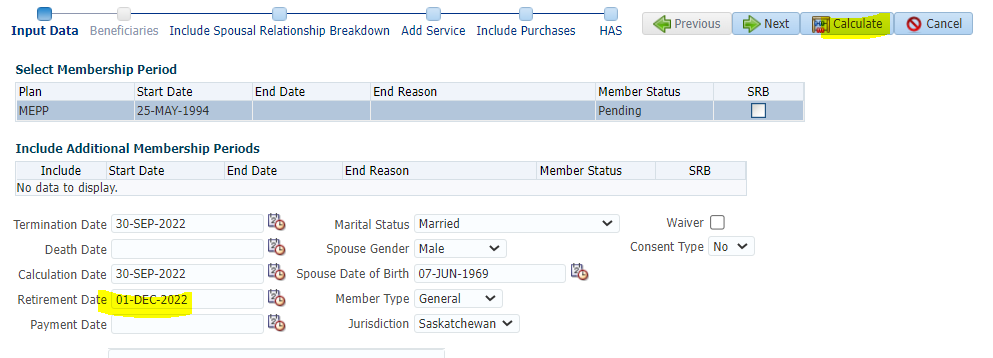 Input Data Beneficiaries Include Spousal Relationship Breakdown Add Service Include Purchases HAS Previous Next Calculate Cancel
Select Membership Period
Plan Start Date End Date End Reason Member Status SRB
MEPP 25-MAY-1994 Pending
Include Additional Membership Periods
Include Start Date End Date End Reason Member Status SRB
No data to display.
Termination Date 30-SEP-2022 Marital Status Married Waiver
Death Date Spouse Gender Male Consent Type No
Calculation Date 30-SEP-2022 Spouse Date of Birth 07-JUN-1969
Retirement Date 01-DEC-2022 Member Type General
Payment Date Jurisdiction Saskatchewan